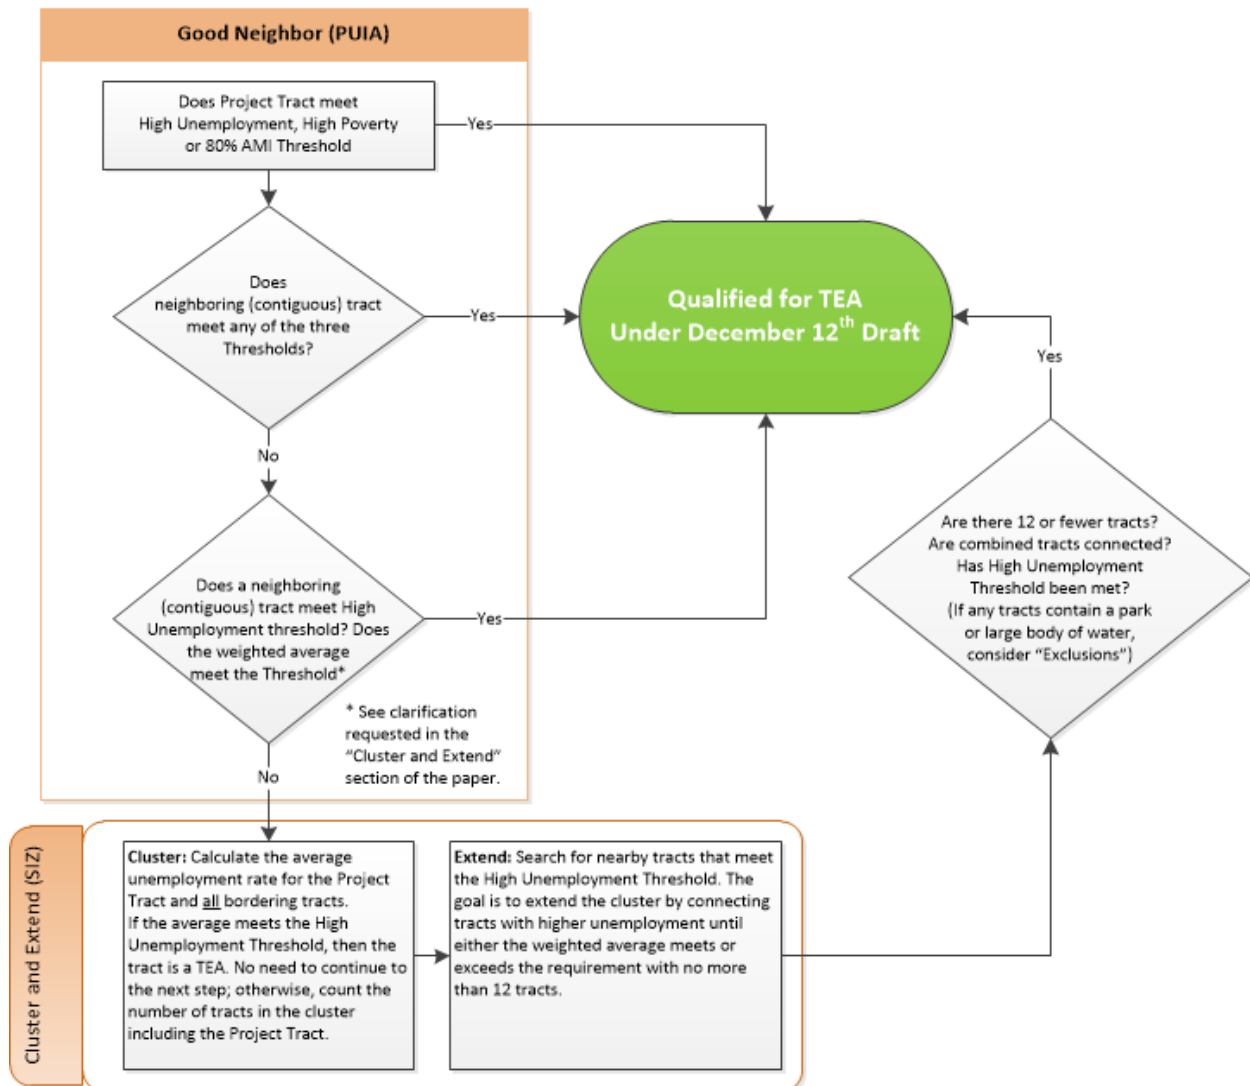 Good Neighbor (PUIA)
Does Project Tract meet
High Unemployment, High Poverty
or 80% AMI Threshold
Yes
Does
neighboring (contiguous) tract
meet any of the three
Thresholds?
Yes
Qualified for TEA
Under December 12th Draft
Yes
No
Does a neighboring
(contiguous) tract meet High
Unemployment threshold? Does
the weighted average
meet the Threshold*
Yes
Are there 12 or fewer tracts?
Are combined tracts connected?
Has High Unemployment
Threshold been met?
(If any tracts contain a park
or large body of water,
consider “Exclusions”)
* See clarification
requested in the
“Cluster and Extend”
section of the paper.
No
Cluster and Extend (SIZ)
Cluster: Calculate the average
unemployment rate for the Project
Tract and all bordering tracts.
If the average meets the High
Unemployment Threshold, then the
tract is a TEA. No need to continue to
the next step; otherwise, count the
number of tracts in the cluster
including the Project Tract.
Extend: Search for nearby tracts that meet
the High Unemployment Threshold. The
goal is to extend the cluster by connecting
tracts with higher unemployment until
either the weighted average meets or
exceeds the requirement with no more
than 12 tracts.